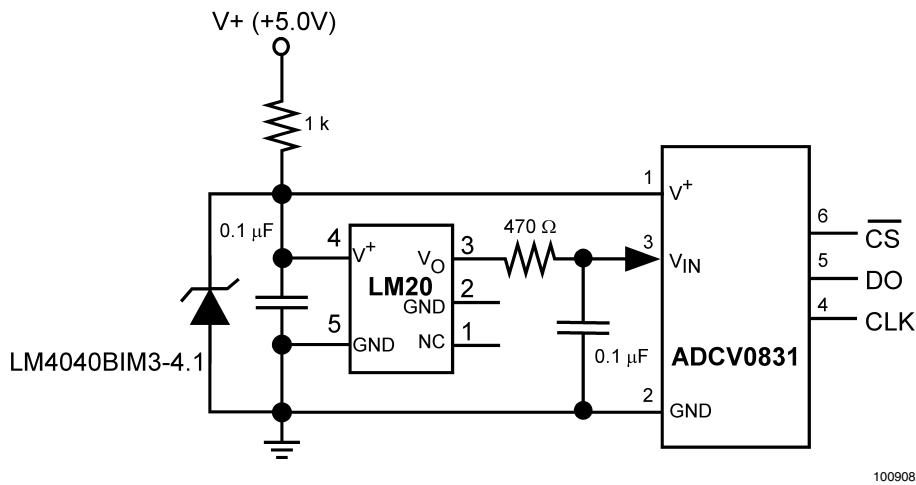 V+ (+5.0V)
1 k
0.1 μF
LM4040BIM3-4.1
4
V+
5
GND
LM20
VO
3
GND
2
NC
1
470 Ω
0.1 μF
1
V+
3
VIN
ADCV0831
2
GND
6
C̅S̅
5
DO
4
CLK
100908